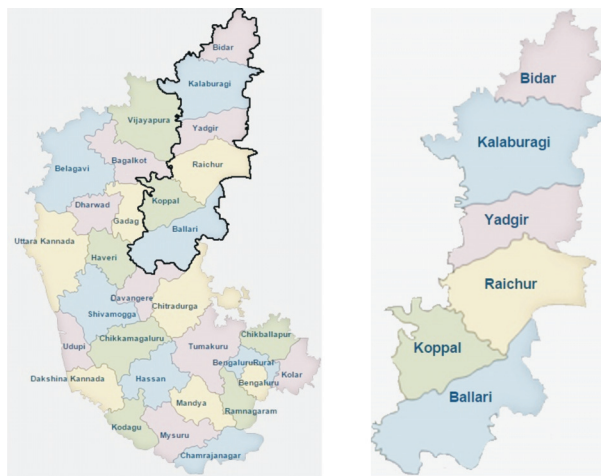 Bidar
Kalaburagi
Vijayapura
Yadgir
Belagavi
Bagalkot
Raichur
Koppal
Dharwad
Gadag
Ballari
Uttara Kannada
Haveri
Davangere
Chitradurga
Shivamogga
Chikkamagaluru
Chikballapur
Udupi
Tumakuru
Bengaluru Rural
Kolar
Dakshina Kannada
Hassan
Bengaluru
Mandya
Ramnagaram
Kodagu
Mysuru
Chamrajanagar
Bidar
Kalaburagi
Yadgir
Raichur
Koppal
Ballari